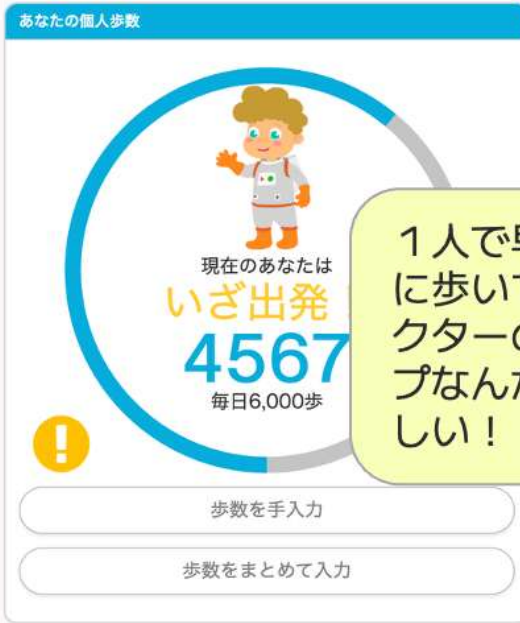 あなたの個人歩数
現在のあなたは
いざ出発
4567
毎日6,000歩
１人で
に歩いて
クターの
プなんた
しい！
歩数を手入力
歩数をまとめて入力